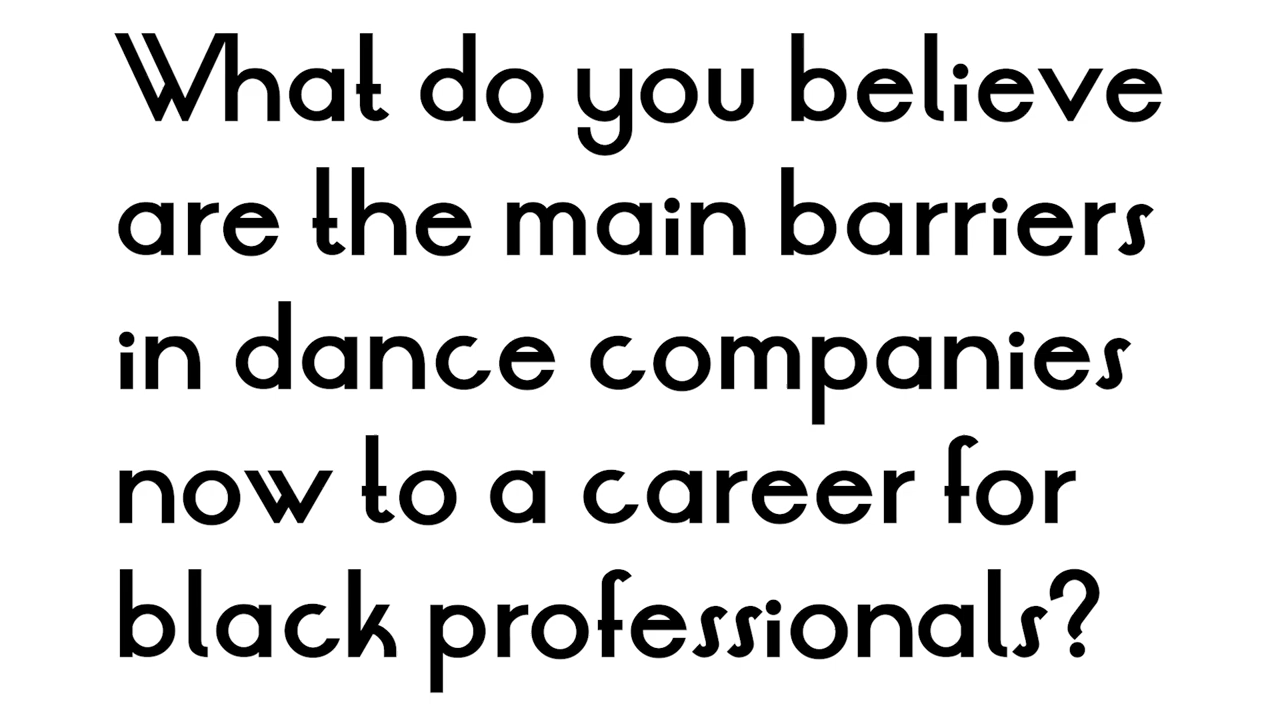 What do you believe
are the main barriers
in dance companies
now to a career for
black professionals?